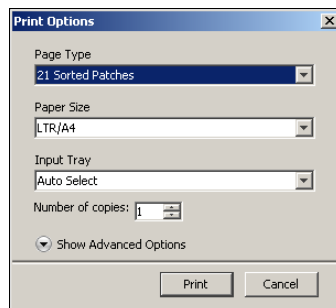 Print Options
Page Type
21 Sorted Patches
Paper Size
LTR/A4
Input Tray
Auto Select
Number of copies: 1
Show Advanced Options
Print Cancel